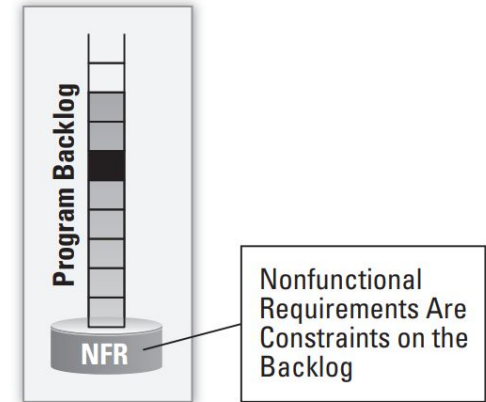 Program Backlog
NFR
Nonfunctional
Requirements Are
Constraints on the
Backlog